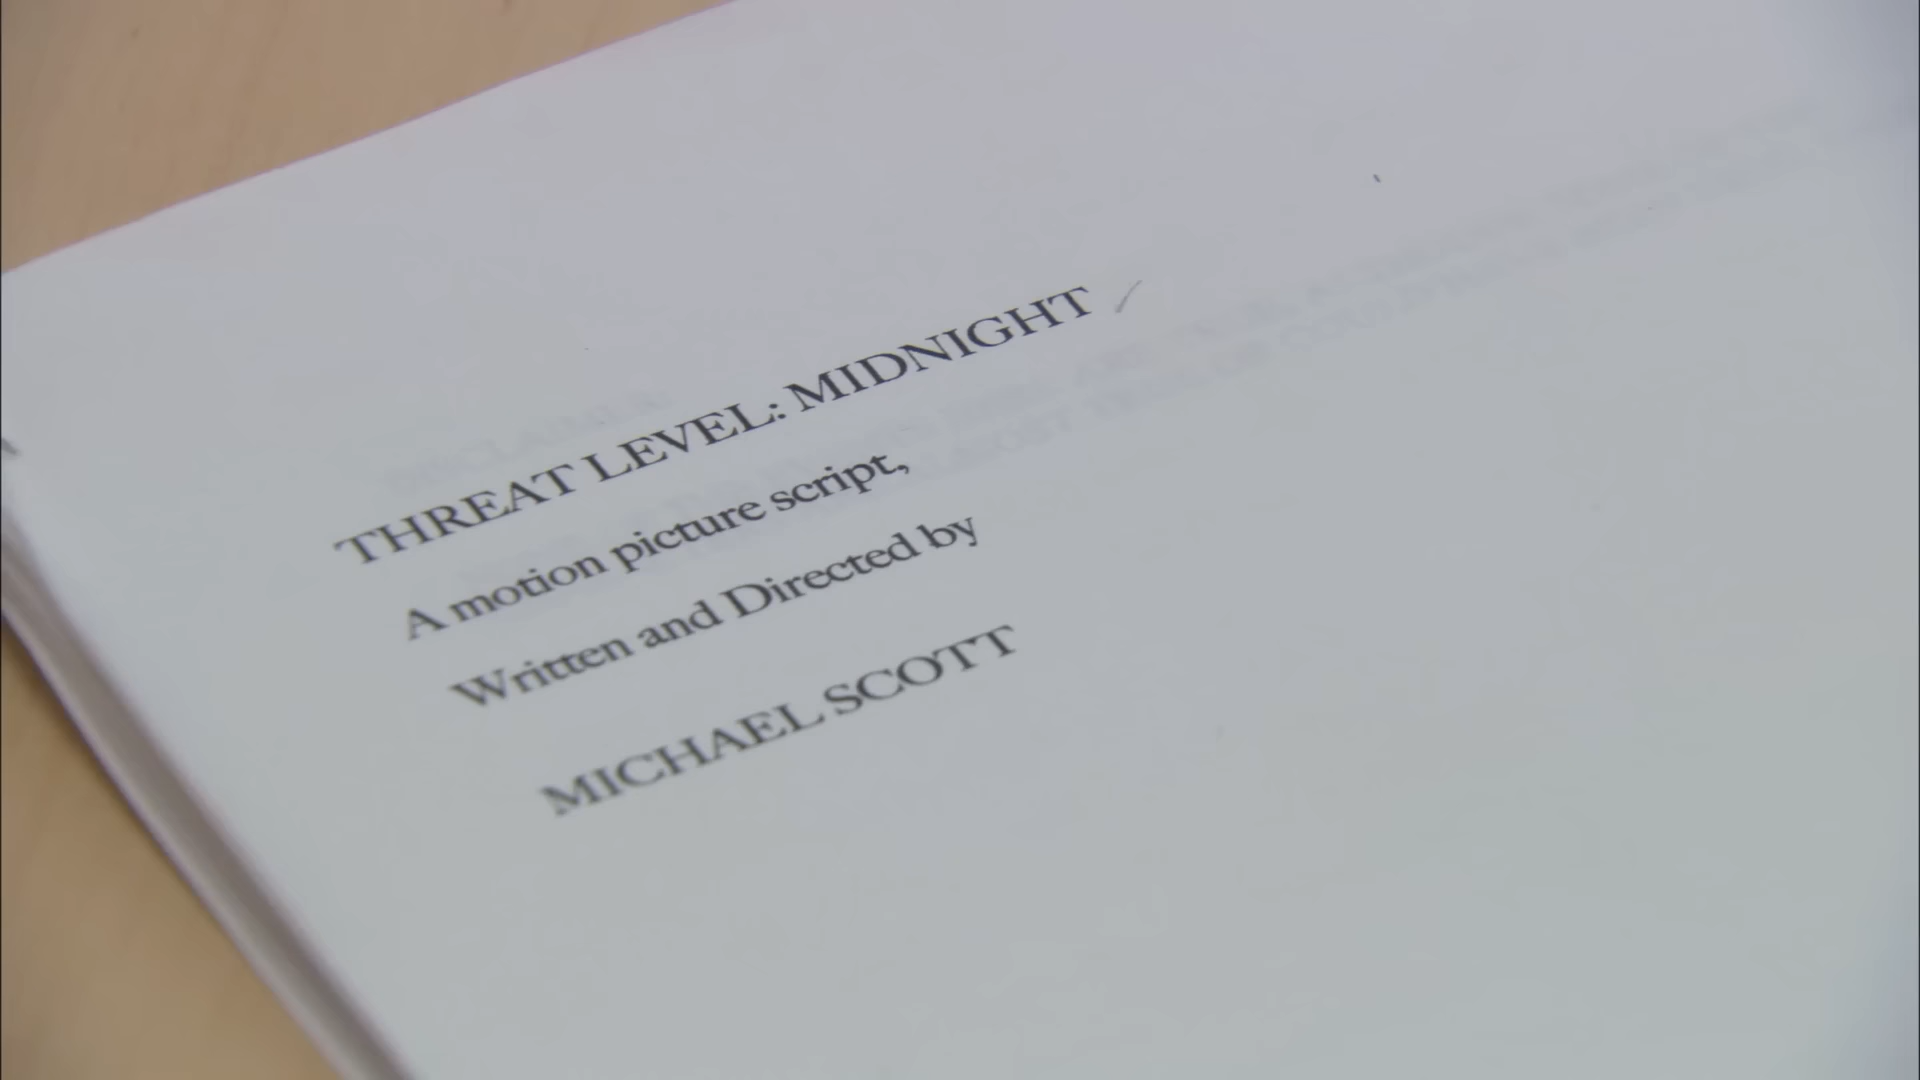 THREAT LEVEL: MIDNIGHT
A motion picture script,
Written and Directed by
MICHAEL SCOTT